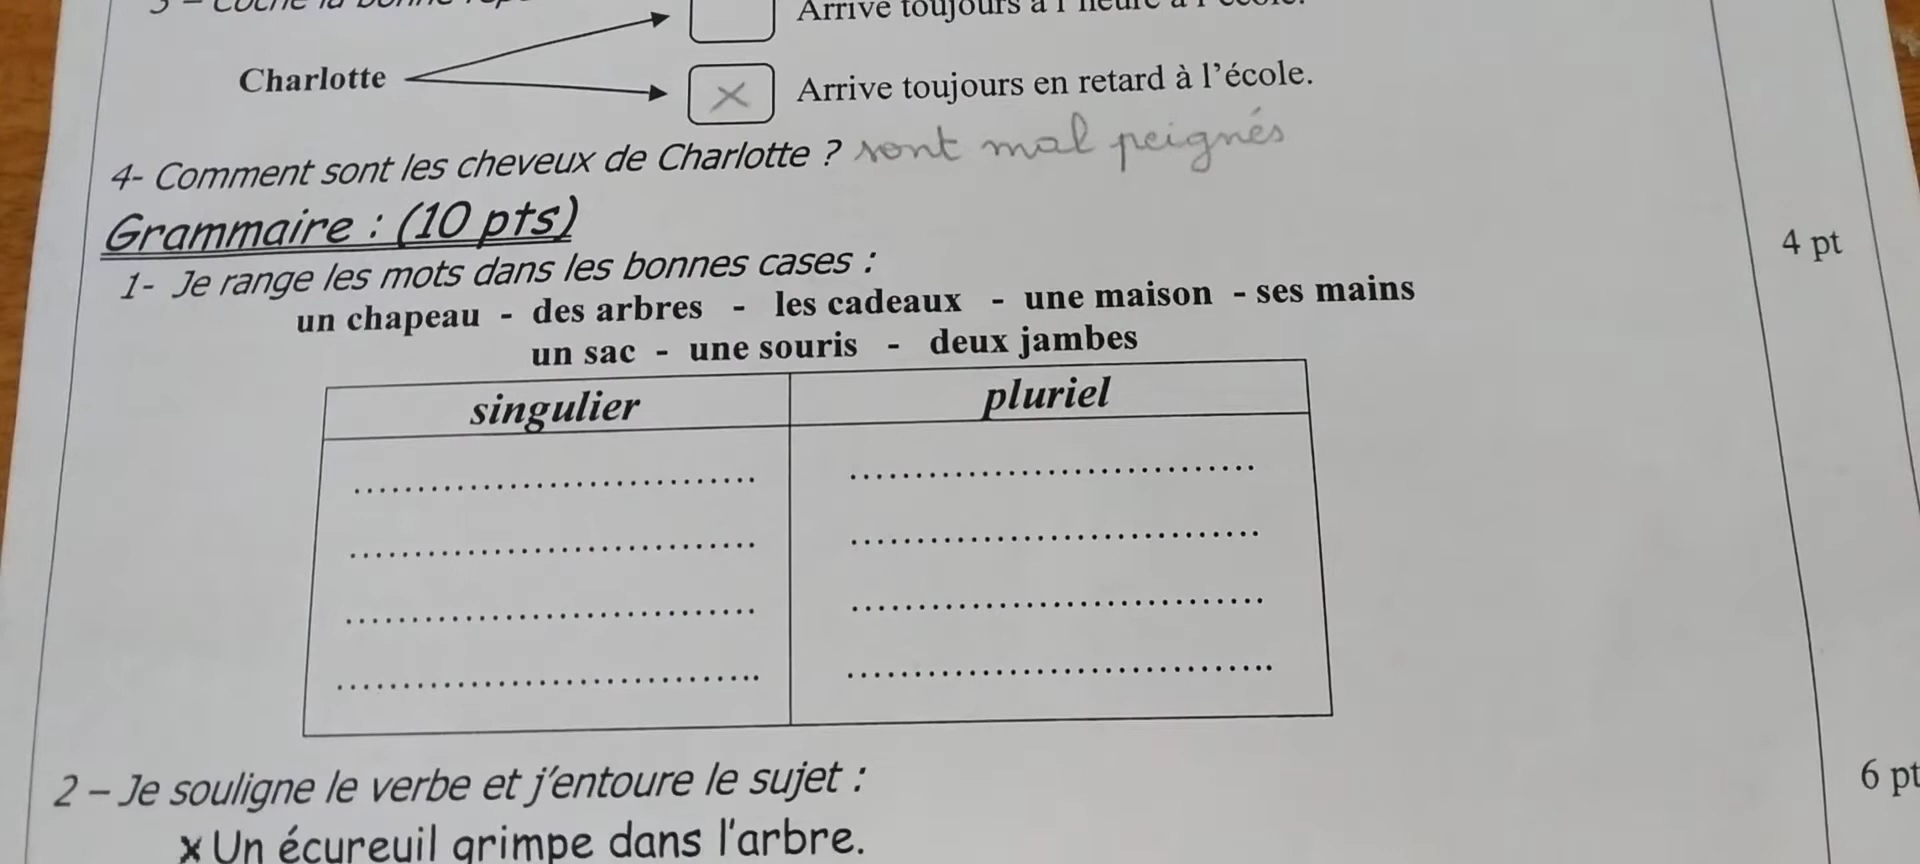 Arrive toujours à l'heure à l'école.
Charlotte
x Arrive toujours en retard à l'école.
4- Comment sont les cheveux de Charlotte ? sont mal peignés
Grammaire : (10 pts)
4 pt
1- Je range les mots dans les bonnes cases :
un chapeau - des arbres - les cadeaux - une maison - ses mains
un sac - une souris - deux jambes
singulier pluriel
2 – Je souligne le verbe et j'entoure le sujet :
6 pt
x Un écureuil grimpe dans l'arbre.